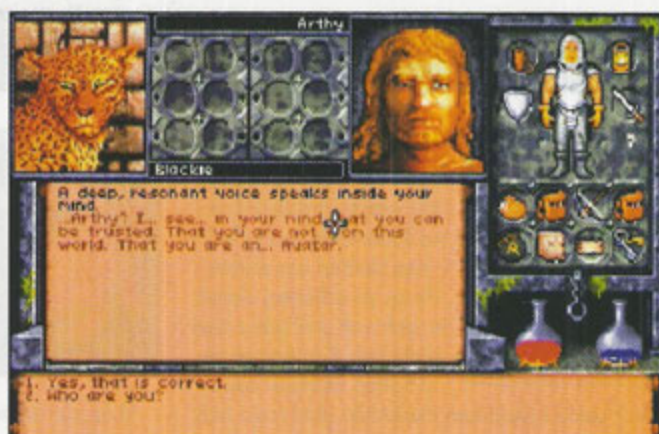 Arthy
Blackie
A deep, resonant voice speaks inside your
mind.
..Arthy? I... see... in your mind at you can
be trusted. That you are not on this
world. That you are an... Avatar.
1. Yes, that is correct.
2. Who are you?